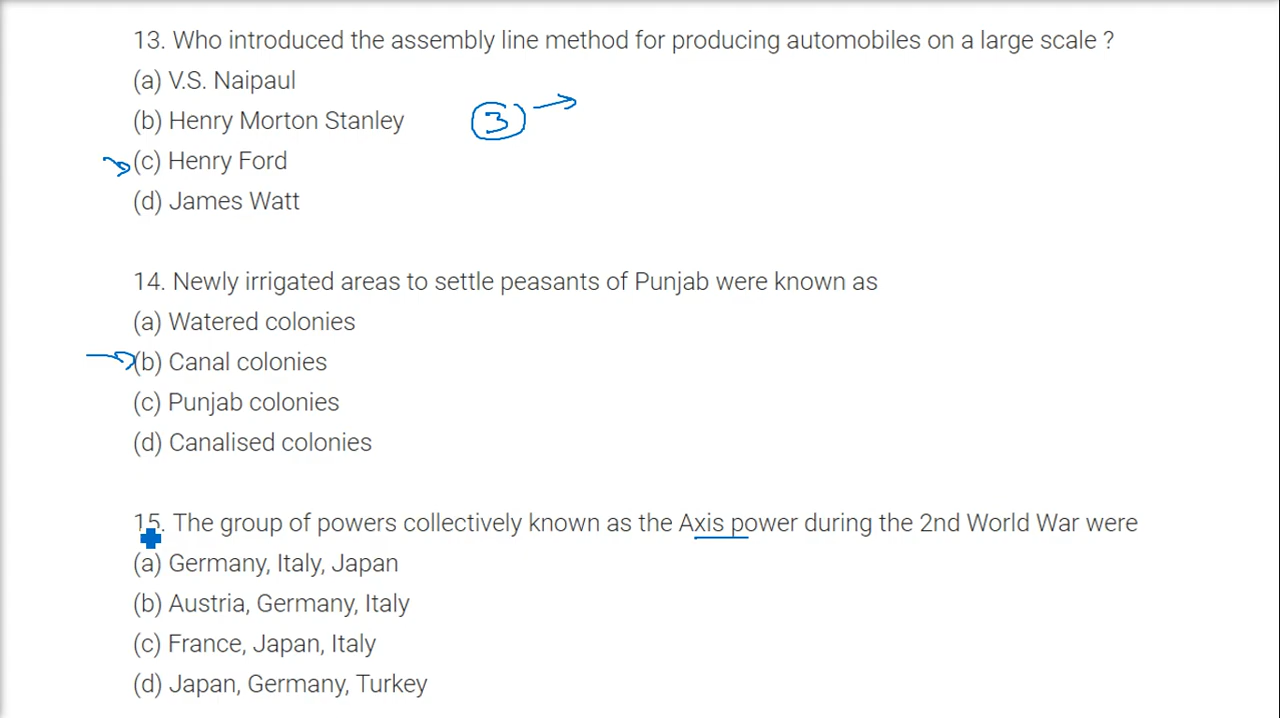 13. Who introduced the assembly line method for producing automobiles on a large scale ?
(a) V.S. Naipaul
(b) Henry Morton Stanley
3
(c) Henry Ford
(d) James Watt
14. Newly irrigated areas to settle peasants of Punjab were known as
(a) Watered colonies
(b) Canal colonies
(c) Punjab colonies
(d) Canalised colonies
15. The group of powers collectively known as the Axis power during the 2nd World War were
(a) Germany, Italy, Japan
(b) Austria, Germany, Italy
(c) France, Japan, Italy
(d) Japan, Germany, Turkey